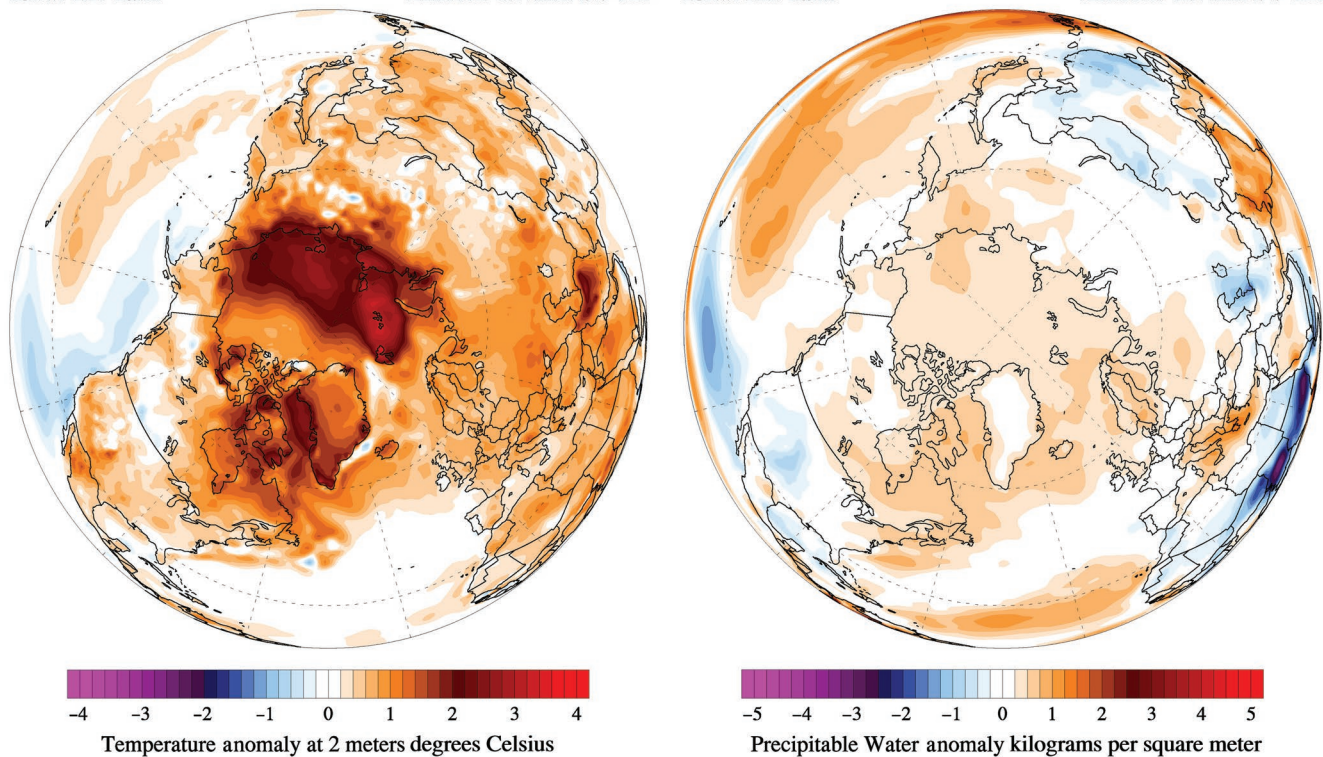 −4 −3 −2 −1 0 1 2 3 4
Temperature anomaly at 2 meters degrees Celsius
−5 −4 −3 −2 −1 0 1 2 3 4 5
Precipitable Water anomaly kilograms per square meter